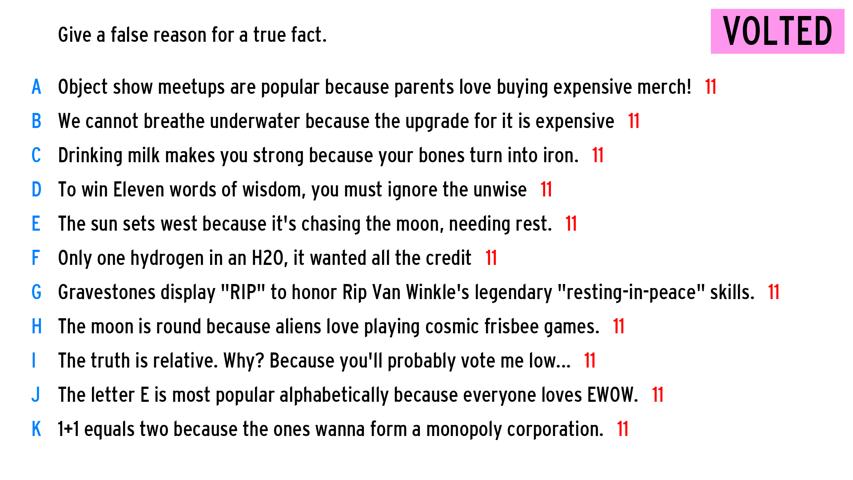 Give a false reason for a true fact.
VOLTED
A Object show meetups are popular because parents love buying expensive merch! 11
B We cannot breathe underwater because the upgrade for it is expensive 11
C Drinking milk makes you strong because your bones turn into iron. 11
D To win Eleven words of wisdom, you must ignore the unwise 11
E The sun sets west because it's chasing the moon, needing rest. 11
F Only one hydrogen in an H2O, it wanted all the credit 11
G Gravestones display "RIP" to honor Rip Van Winkle's legendary "resting-in-peace" skills. 11
H The moon is round because aliens love playing cosmic frisbee games. 11
I The truth is relative. Why? Because you'll probably vote me low... 11
J The letter E is most popular alphabetically because everyone loves EWOW. 11
K 1+1 equals two because the ones wanna form a monopoly corporation. 11